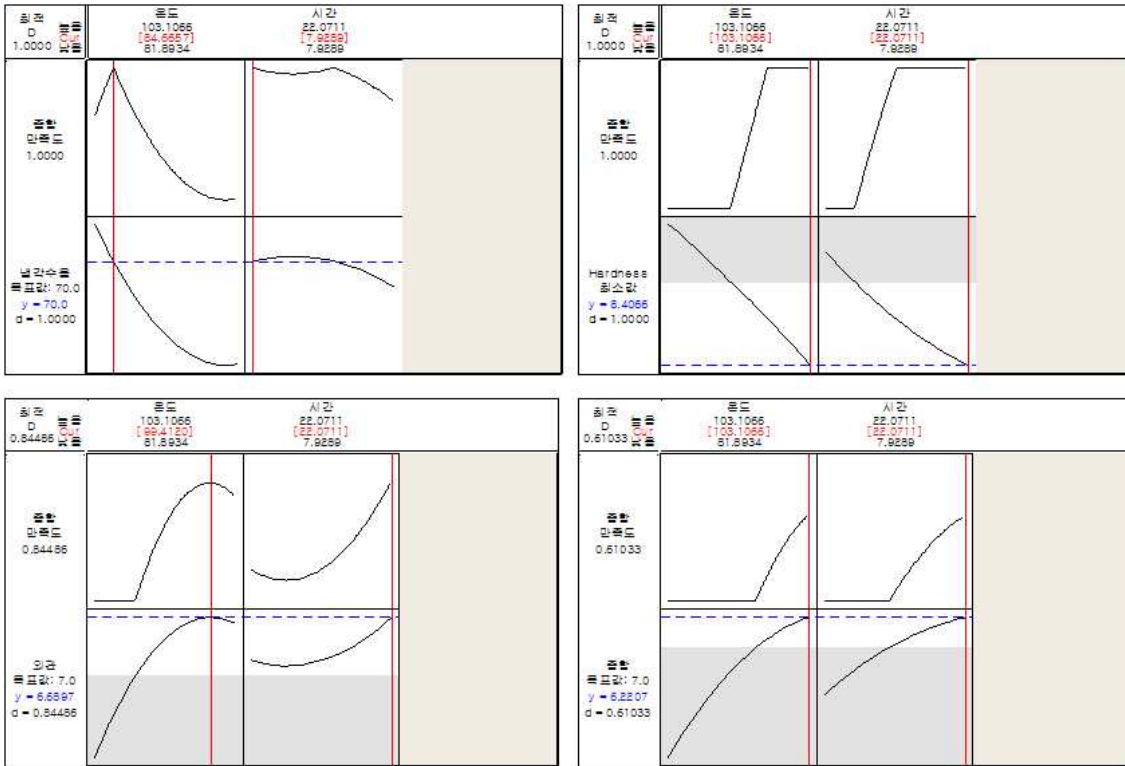 최적
D
1.0000
높음
Cur
낮음
온도
103.1066
[84.6657]
81.8934
시간
22.0711
[7.9289]
7.9289
종합
만족도
1.0000
냉각수율
목표값: 70.0
y = 70.0
d = 1.0000
최적
D
1.0000
높음
Cur
낮음
온도
103.1066
[103.1066]
81.8934
시간
22.0711
[22.0711]
7.9289
종합
만족도
1.0000
Hardness
최소값
y = 8.4066
d = 1.0000
최적
D
0.84486
높음
Cur
낮음
온도
103.1066
[99.4120]
81.8934
시간
22.0711
[22.0711]
7.9289
종합
만족도
0.84486
외관
목표값: 7.0
y = 6.6897
d = 0.84486
최적
D
0.61033
높음
Cur
낮음
온도
103.1066
[103.1066]
81.8934
시간
22.0711
[22.0711]
7.9289
종합
만족도
0.61033
종합
목표값: 7.0
y = 6.2207
d = 0.61033